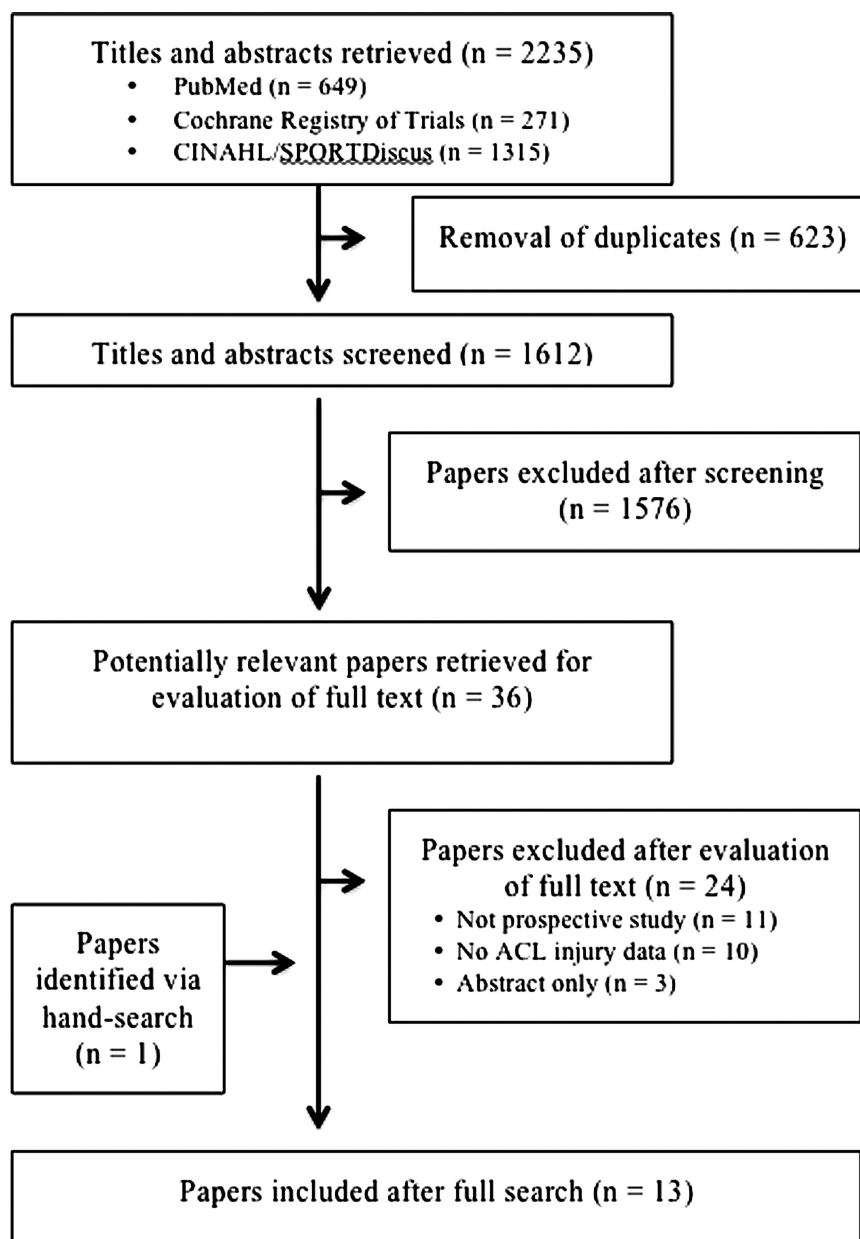 Titles and abstracts retrieved (n = 2235)
• PubMed (n = 649)
• Cochrane Registry of Trials (n = 271)
• CINAHL/SPORTDiscus (n = 1315)
Removal of duplicates (n = 623)
Titles and abstracts screened (n = 1612)
Papers excluded after screening
(n = 1576)
Potentially relevant papers retrieved for
evaluation of full text (n = 36)
Papers excluded after evaluation
of full text (n = 24)
• Not prospective study (n = 11)
• No ACL injury data (n = 10)
• Abstract only (n = 3)
Papers
identified via
hand-search
(n = 1)
Papers included after full search (n = 13)